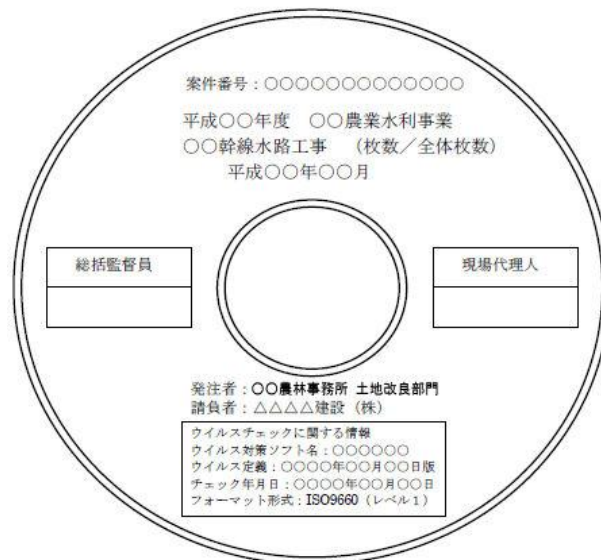 案件番号：○○○○○○○○○○○○○○
平成○○年度　○○農業水利事業
○○幹線水路工事　（枚数／全体枚数）
平成○○年○○月
総括監督員
現場代理人
発注者：○○農林事務所 土地改良部門
請負者：△△△△建設（株）
ウイルスチェックに関する情報
ウイルス対策ソフト名：○○○○○○
ウイルス定義：○○○○年○○月○○日版
チェック年月日：○○○○年○○月○○日
フォーマット形式：ISO9660（レベル１）